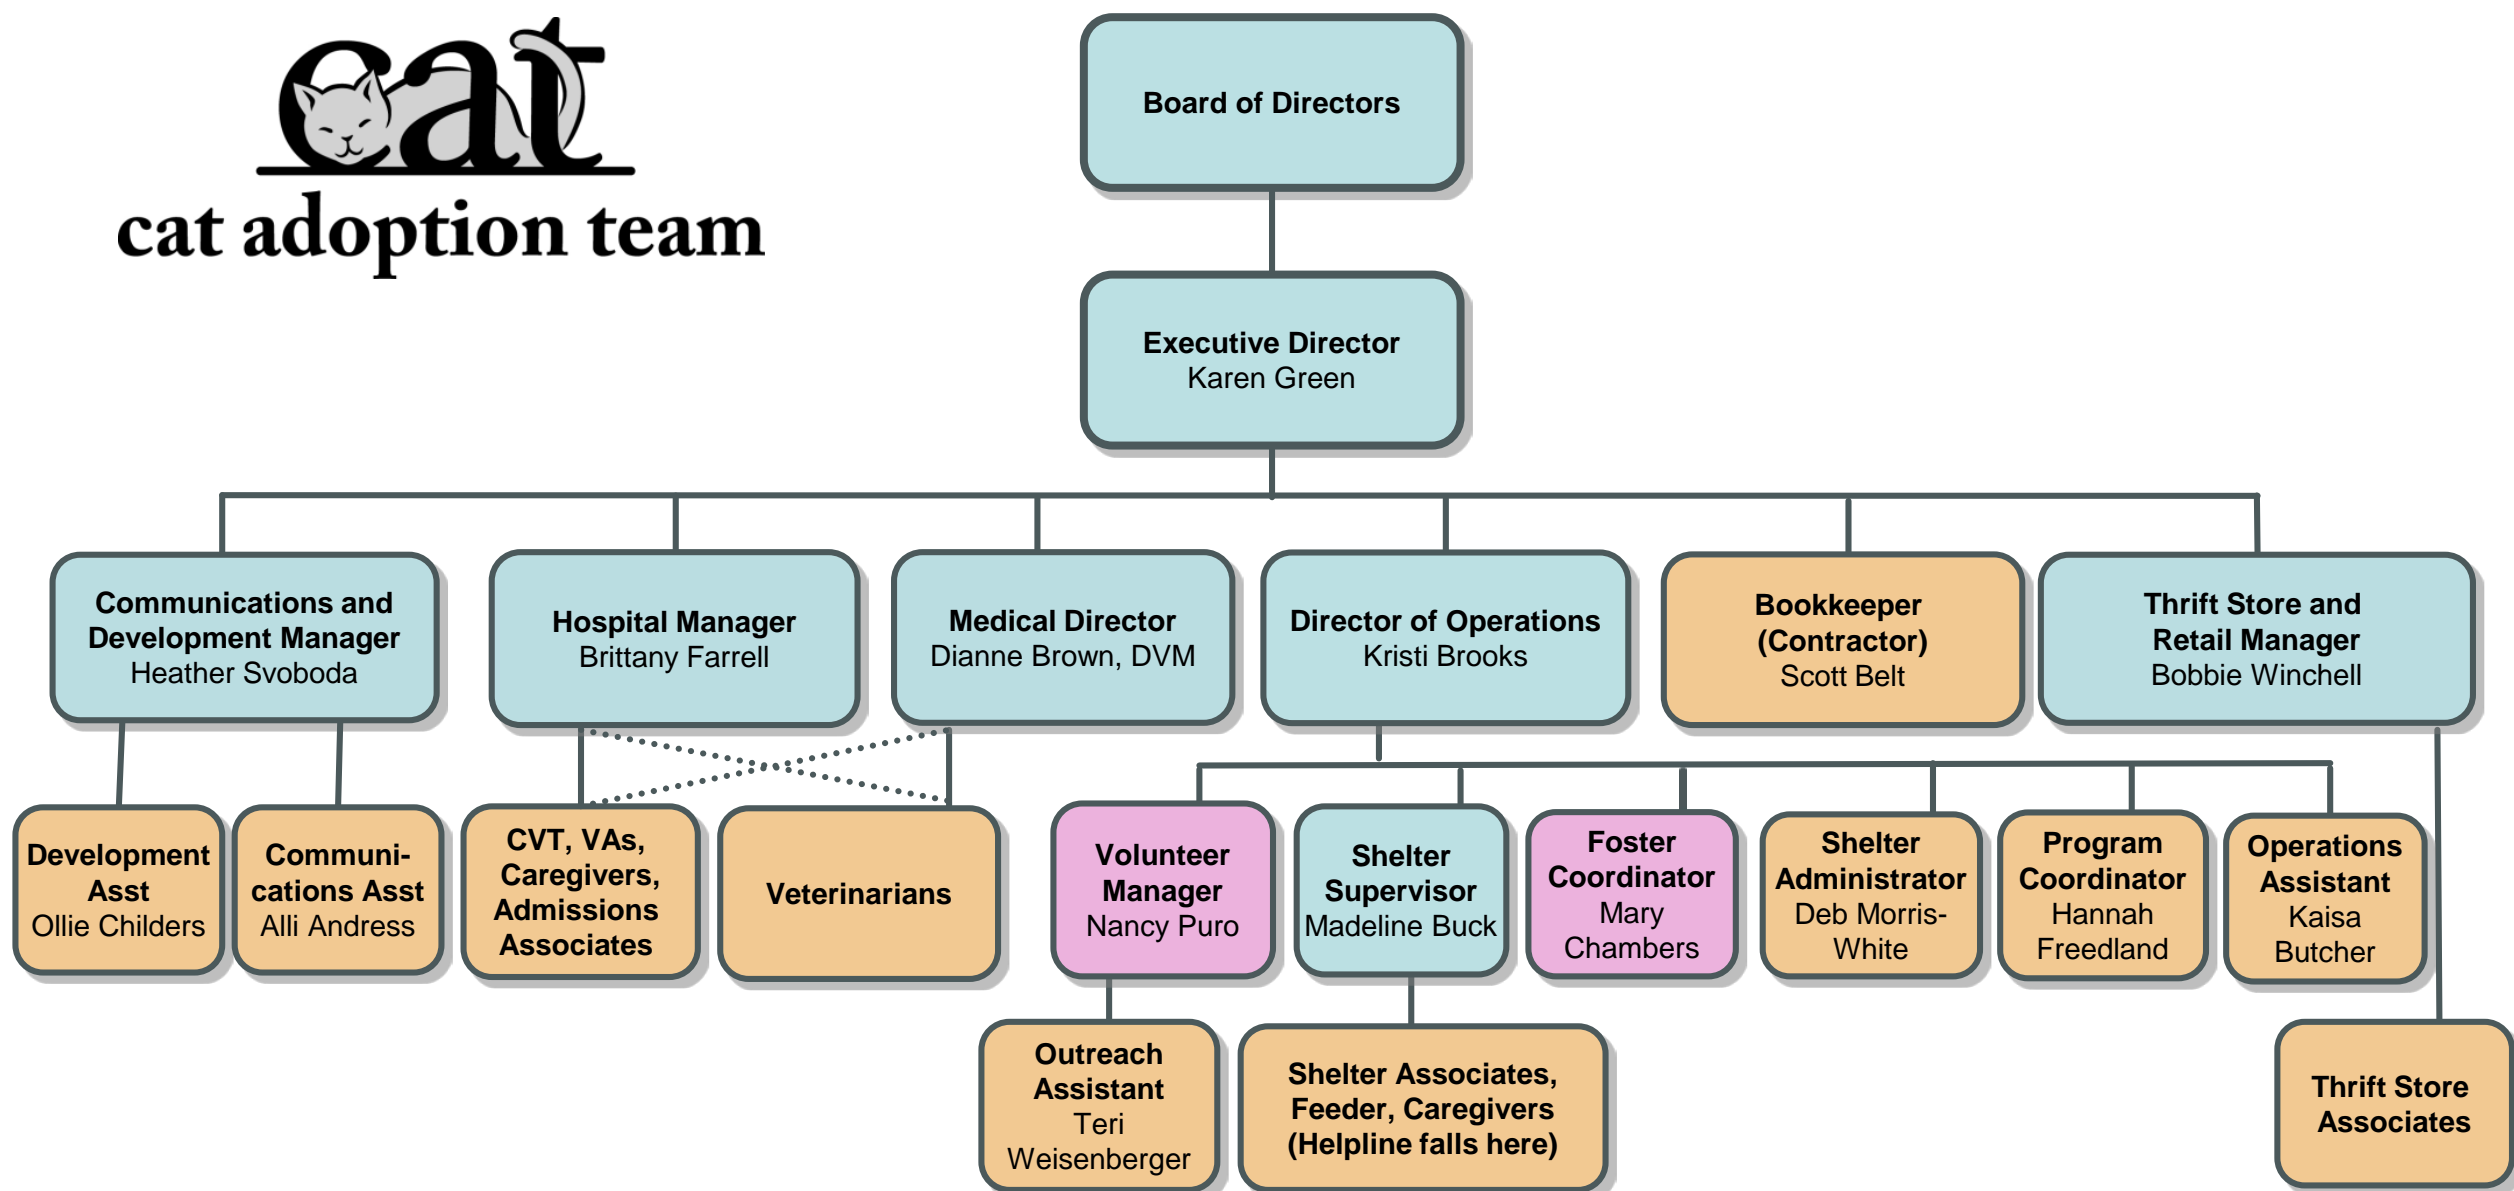 cat
cat adoption team
Board of Directors
Executive Director
Karen Green
Communications and
Development Manager
Heather Svoboda
Hospital Manager
Brittany Farrell
Medical Director
Dianne Brown, DVM
Director of Operations
Kristi Brooks
Bookkeeper
(Contractor)
Scott Belt
Thrift Store and
Retail Manager
Bobbie Winchell
Development
Asst
Ollie Childers
Communi-
cations Asst
Alli Andress
CVT, VAs,
Caregivers,
Admissions
Associates
Veterinarians
Volunteer
Manager
Nancy Puro
Shelter
Supervisor
Madeline Buck
Foster
Coordinator
Mary
Chambers
Shelter
Administrator
Deb Morris-
White
Program
Coordinator
Hannah
Freedland
Operations
Assistant
Kaisa
Butcher
Outreach
Assistant
Teri
Weisenberger
Shelter Associates,
Feeder, Caregivers
(Helpline falls here)
Thrift Store
Associates